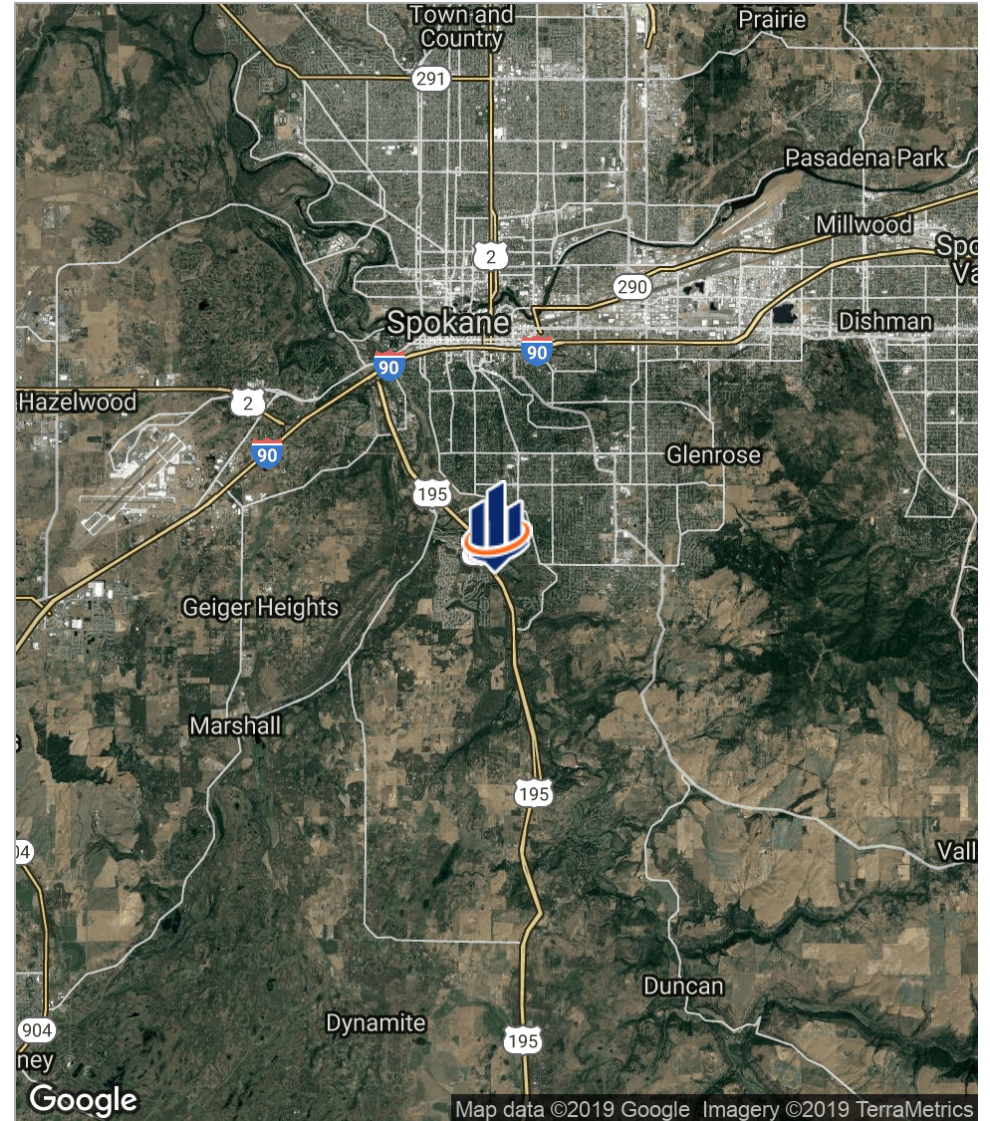 Town and
Country
Prairie
291
Pasadena Park
Millwood
2
Spo
Va
290
Spokane
Dishman
90
90
Hazelwood
2
90
Glenrose
195
Geiger Heights
Marshall
195
Vall
Duncan
Dynamite
904
195
ney
Google
Map data ©2019 Google Imagery ©2019 TerraMetrics